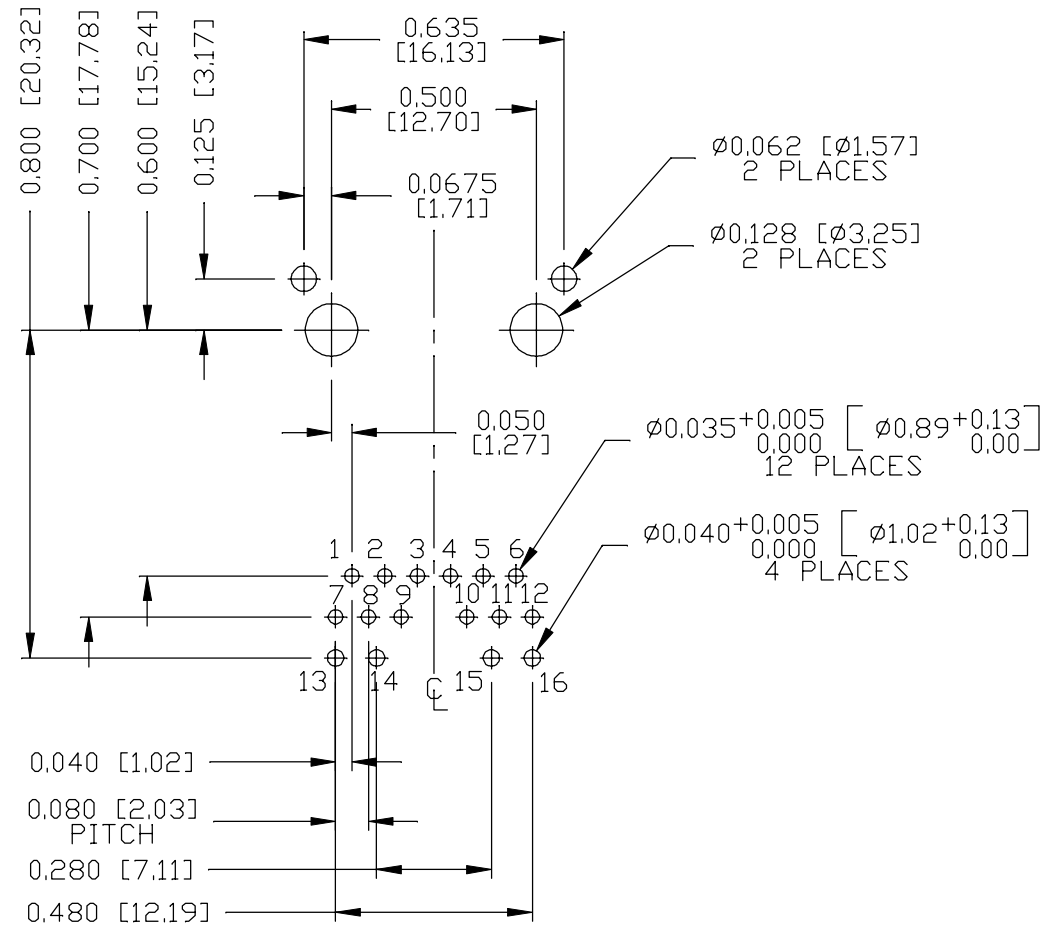 0.800 [20.32]
0.700 [17.78]
0.600 [15.24]
0.125 [3.17]
0.635
[16.13]
0.500
[12.70]
0.0675
[1.71]
Ø0.062 [Ø1.57]
2 PLACES
Ø0.128 [Ø3.25]
2 PLACES
0.050
[1.27]
Ø0.035+0.005 [Ø0.89+0.13]
0.000 0.00
12 PLACES
Ø0.040+0.005 [Ø1.02+0.13]
0.000 0.00
4 PLACES
1 2 3 4 5 6
7 8 9 10 11 12
13 14 15 16
CL
0.040 [1.02]
0.080 [2.03]
PITCH
0.280 [7.11]
0.480 [12.19]